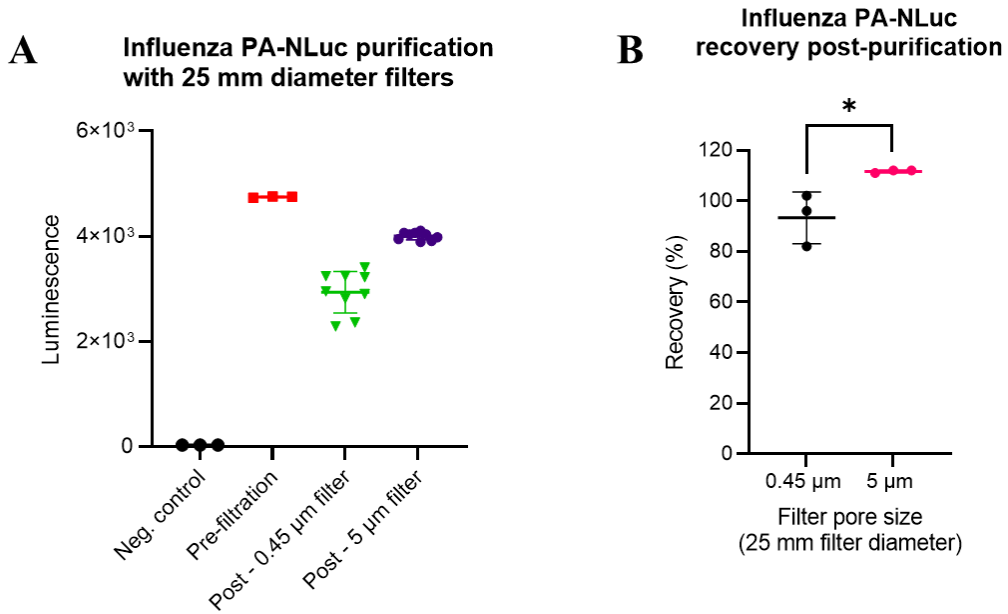 A
Influenza PA-NLuc purification
with 25 mm diameter filters
Luminescence
6×10³
4×10³
2×10³
0
Neg. control
Pre-filtration
Post - 0.45 µm filter
Post - 5 µm filter
B
Influenza PA-NLuc
recovery post-purification
*
Recovery (%)
120
100
80
60
40
20
0
0.45 µm
5 µm
Filter pore size
(25 mm filter diameter)